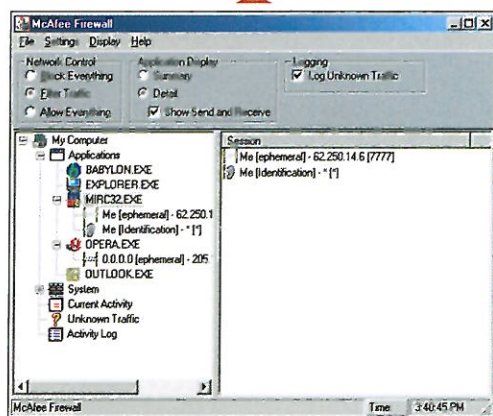 McAfee Firewall
File Settings Display Help
Network Control
Block Everything
Filter Traffic
Allow Everything
Application Display
Summary
Detail
Show Send and Receive
Logging
Log Unknown Traffic
My Computer
Applications
BABYLON.EXE
EXPLORER.EXE
MIRC32.EXE
Me [ephemeral] - 62.250.1
Me [Identification] - * [*]
OPERA.EXE
0.0.0.0 [ephemeral] - 205.
OUTLOOK.EXE
System
Current Activity
Unknown Traffic
Activity Log
Session
Me [ephemeral] - 62.250.14.6 [7777]
Me [Identification] - * [*]
McAfee Firewall
Time 3:40:45 PM